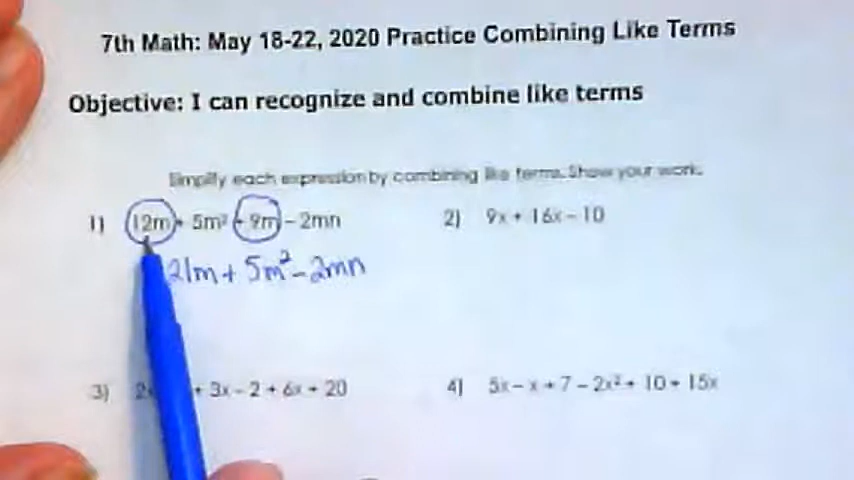 7th Math: May 18-22, 2020 Practice Combining Like Terms
Objective: I can recognize and combine like terms
Simplify each expression by combining like terms. Show your work.
1) 12m + 5m² + 9m – 2mn
21m + 5m² - 2mn
2) 9x + 16x – 10
3) + 3x – 2 + 6x + 20
4) 5x – x + 7 – 2x² + 10 + 15x